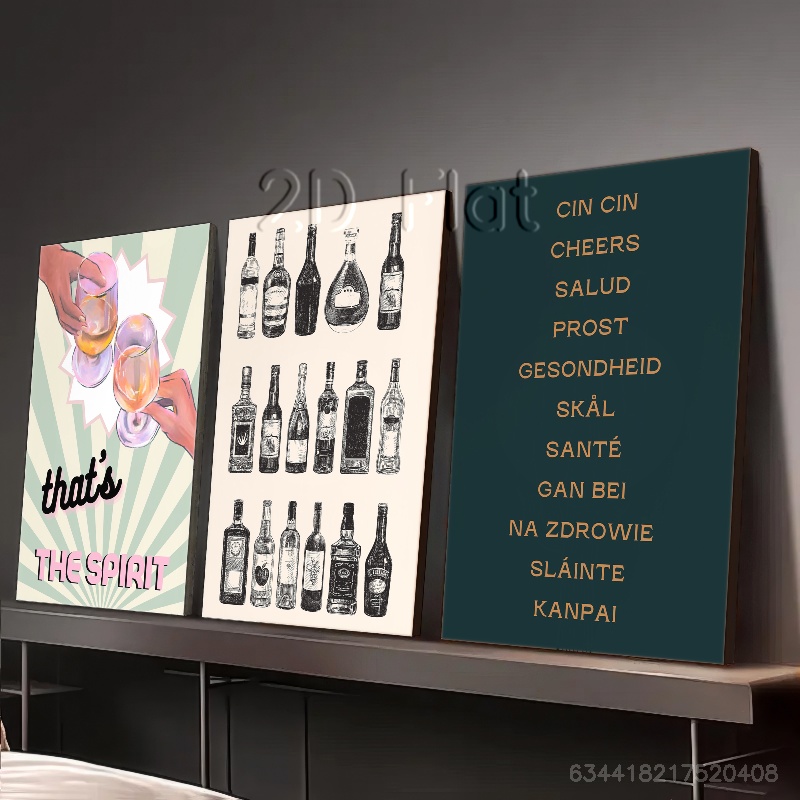 2D Flat
that's
THE SPIRIT
CIN CIN
CHEERS
SALUD
PROST
GESONDHEID
SKÅL
SANTÉ
GAN BEI
NA ZDROWIE
SLÁINTE
KANPAI
634418217520408